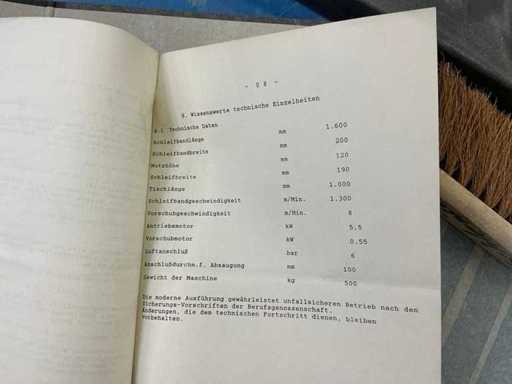 - 0 8 -
8. Wissenswerte technische Einzelheiten
8.1. Technische Daten
Schleifbandlänge mm 1.600
Schleifbandbreite mm 200
Nutzhöhe mm 120
Schleifbreite mm 190
Tischlänge mm 1.000
Schleifbandgeschwindigkeit m/Min. 1.300
Vorschubgeschwindigkeit m/Min. 6
Antriebsmotor kW 5,5
Vorschubmotor kW 0.55
Luftanschluß bar 6
Anschlußdurchm.f. Absaugung mm 100
Gewicht der Maschine kg 500
Die moderne Ausführung gewährleistet unfallsicheren Betrieb nach den
Sicherungs-Vorschriften der Berufsgenossenschaft.
Änderungen, die dem technischen Fortschritt dienen, bleiben
vorbehalten.